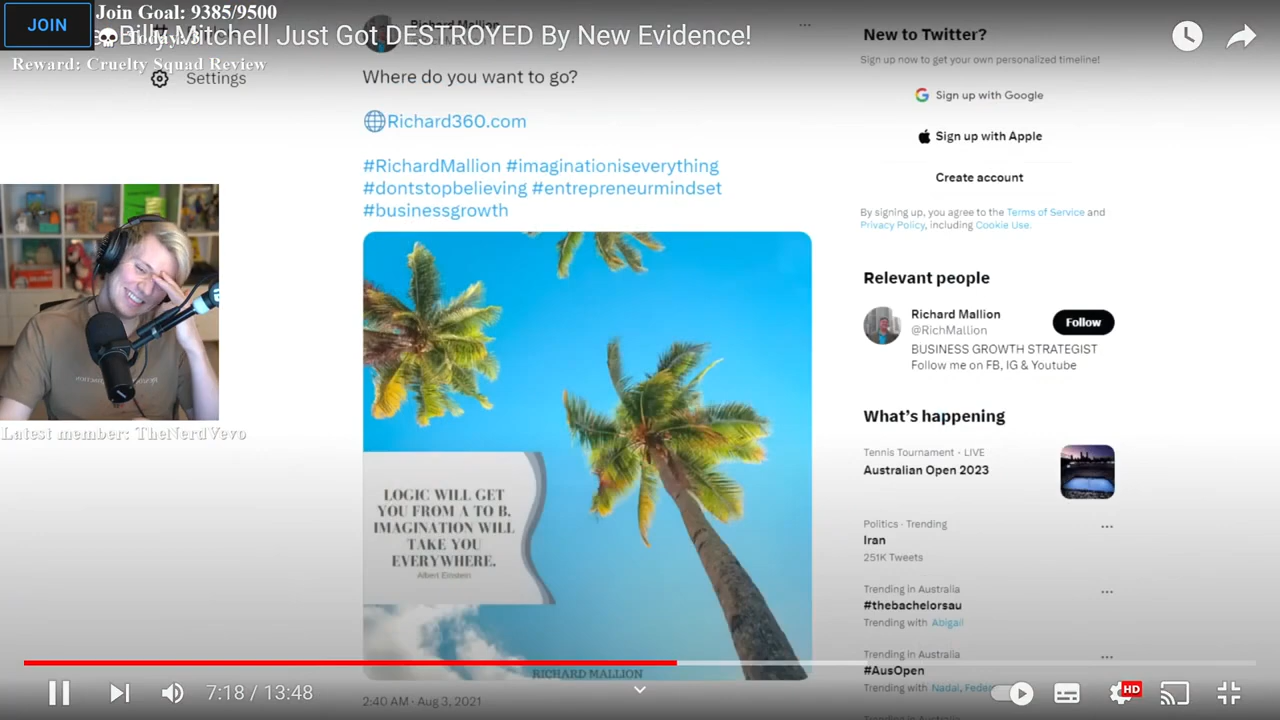 JOIN
Join Goal: 9385/9500
Billy Mitchell Just Got DESTROYED By New Evidence!
Reward: Cruelty Squad Review
Settings
Richard Mallion
Where do you want to go?
Richard360.com
#RichardMallion #imaginationiseverything
#dontstopbelieving #entrepreneurmindset
#businessgrowth
LOGIC WILL GET
YOU FROM A TO B.
IMAGINATION WILL
TAKE YOU
EVERYWHERE.
Albert Einstein
RICHARD MALLION
2:40 AM · Aug 3, 2021
Latest member: TheNerdVevo
New to Twitter?
Sign up now to get your own personalized timeline!
Sign up with Google
Sign up with Apple
Create account
By signing up, you agree to the Terms of Service and
Privacy Policy, including Cookie Use.
Relevant people
Richard Mallion
@RichMallion
Follow
BUSINESS GROWTH STRATEGIST
Follow me on FB, IG & Youtube
What's happening
Tennis Tournament · LIVE
Australian Open 2023
Politics · Trending
Iran
251K Tweets
Trending in Australia
#thebachelorsau
Trending with Abigail
Trending in Australia
#AusOpen
Trending with Nadal,
7:18 / 13:48
HD